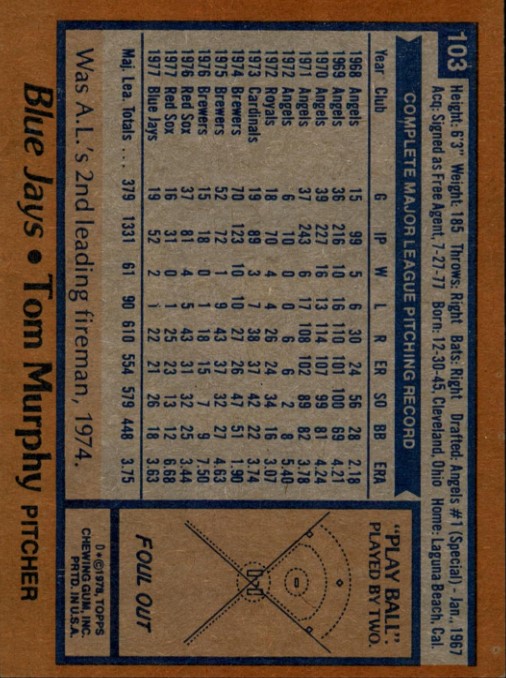 103
Height: 6'3" Weight: 185 Throws: Right Bats: Right Drafted: Angels #1 (Special) - Jan., 1967
Acq: Signed as Free Agent, 7-27-77 Born: 12-30-45, Cleveland, Ohio Home: Laguna Beach, Cal.
COMPLETE MAJOR LEAGUE PITCHING RECORD
Year Club G IP W L R ER SO BB ERA
1968 Angels 15 99 5 6 30 24 56 28 2.18
1969 Angels 36 216 10 16 110 101 100 69 4.21
1970 Angels 39 227 16 13 114 107 99 81 4.24
1971 Angels 37 243 6 17 108 102 89 82 3.78
1972 Angels 6 10 0 0 6 6 2 8 5.40
1972 Royals 18 70 4 4 26 24 34 16 3.07
1973 Cardinals 19 89 3 7 38 37 42 22 3.74
1974 Brewers 70 123 10 10 27 26 47 51 1.90
1975 Brewers 52 72 1 9 43 37 32 27 4.63
1976 Brewers 15 18 0 1 18 15 7 9 7.50
1976 Red Sox 37 81 4 5 43 31 32 25 3.44
1977 Red Sox 16 31 0 1 25 23 13 12 6.68
1977 Blue Jays 19 52 2 1 22 21 26 18 3.63
Maj. Lea. Totals . . . 379 1331 61 90 610 554 579 448 3.75
Was A.L.'s 2nd leading fireman, 1974.
"PLAY BALL"
PLAYED BY TWO.
FOUL OUT
D*©1978, TOPPS
CHEWING GUM, INC.
PRTD. IN U.S.A.
Blue Jays • Tom Murphy PITCHER